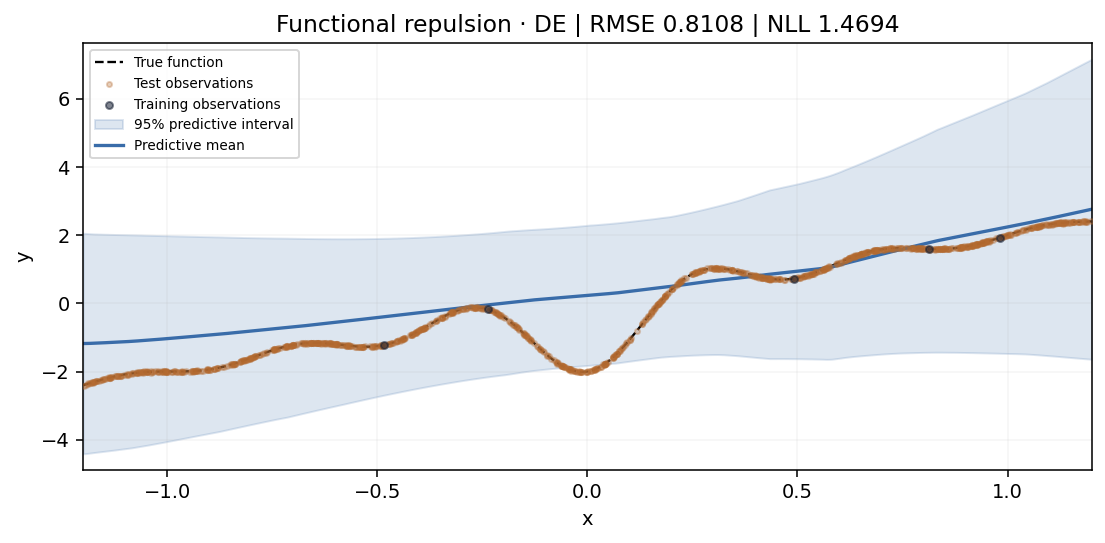 Functional repulsion · DE | RMSE 0.8108 | NLL 1.4694
True function
Test observations
Training observations
95% predictive interval
Predictive mean
y
6
4
2
0
−2
−4
−1.0
−0.5
0.0
0.5
1.0
x